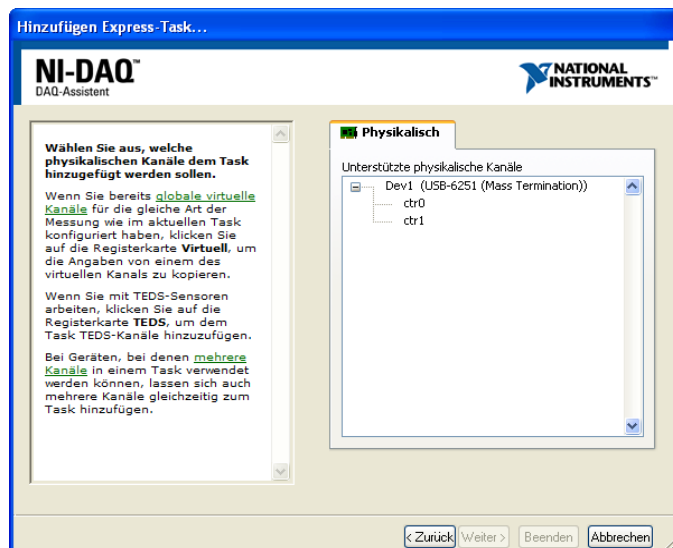 Hinzufügen Express-Task...
NI-DAQ™
DAQ-Assistent
NATIONAL
INSTRUMENTS™
Wählen Sie aus, welche
physikalischen Kanäle dem Task
hinzugefügt werden sollen.
Wenn Sie bereits globale virtuelle
Kanäle für die gleiche Art der
Messung wie im aktuellen Task
konfiguriert haben, klicken Sie
auf die Registerkarte Virtuell, um
die Angaben von einem des
virtuellen Kanals zu kopieren.
Wenn Sie mit TEDS-Sensoren
arbeiten, klicken Sie auf die
Registerkarte TEDS, um dem
Task TEDS-Kanäle hinzuzufügen.
Bei Geräten, bei denen mehrere
Kanäle in einem Task verwendet
werden können, lassen sich auch
mehrere Kanäle gleichzeitig zum
Task hinzufügen.
Physikalisch
Unterstützte physikalische Kanäle
Dev1 (USB-6251 (Mass Termination))
ctr0
ctr1
< Zurück Weiter > Beenden Abbrechen